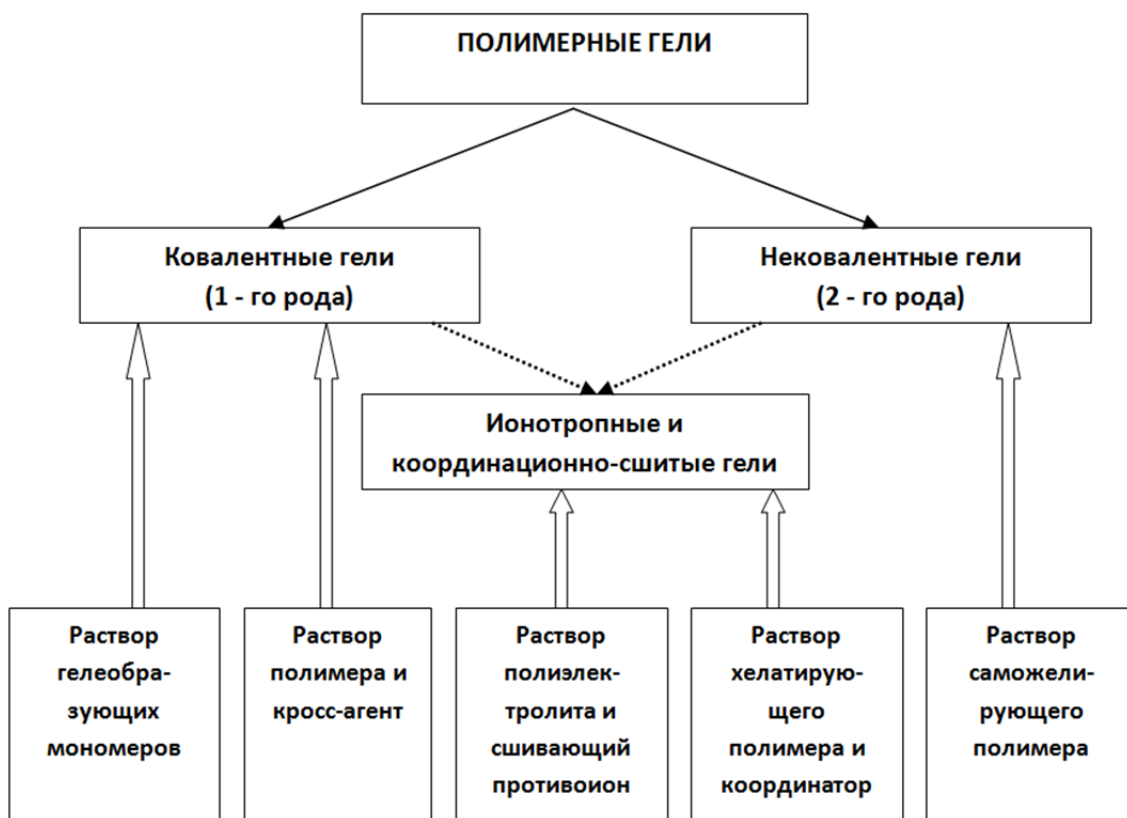 ПОЛИМЕРНЫЕ ГЕЛИ
Ковалентные гели
(1 - го рода)
Нековалентные гели
(2 - го рода)
Ионотропные и
координационно-сшитые гели
Раствор
гелеобра-
зующих
мономеров
Раствор
полимера и
кросс-агент
Раствор
полиэлек-
тролита и
сшивающий
противоион
Раствор
хелатирую-
щего
полимера и
координатор
Раствор
саможели-
рующего
полимера